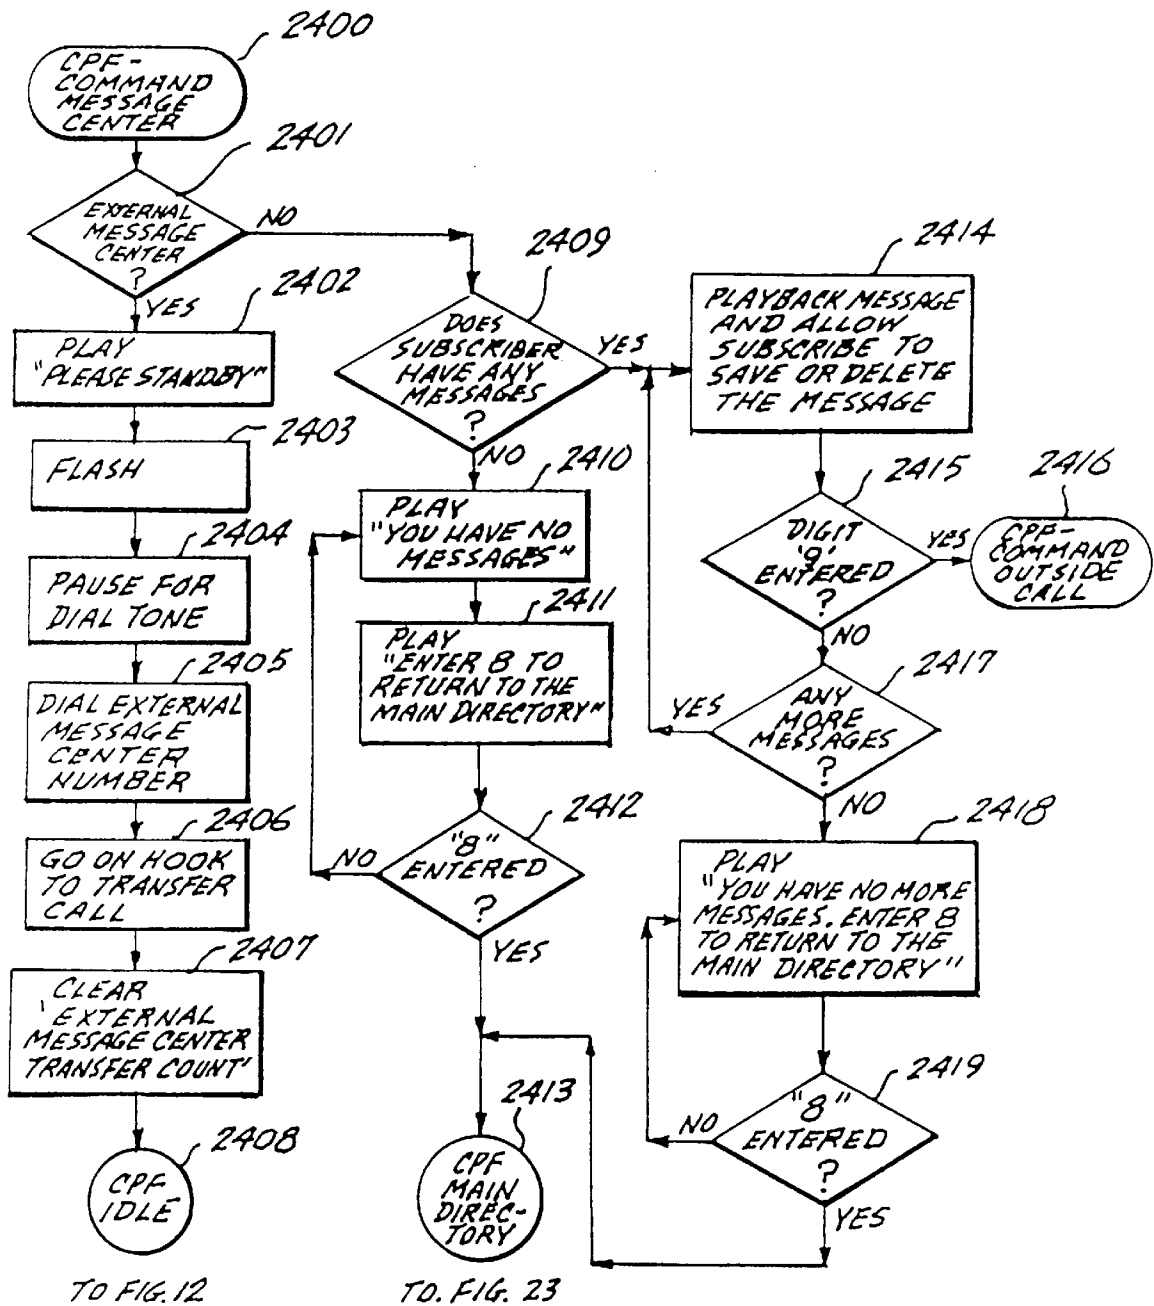 2400
CPF-
COMMAND
MESSAGE
CENTER
2401
EXTERNAL
MESSAGE
CENTER
?
NO
YES
2402
PLAY
"PLEASE STANDBY"
2403
FLASH
2404
PAUSE FOR
DIAL TONE
2405
DIAL EXTERNAL
MESSAGE
CENTER
NUMBER
2406
GO ON HOOK
TO TRANSFER
CALL
2407
CLEAR
'EXTERNAL
MESSAGE CENTER
TRANSFER COUNT'
2408
CPF
IDLE
TO FIG. 12
2409
DOES
SUBSCRIBER
HAVE ANY
MESSAGES
?
YES
NO
2410
PLAY
"YOU HAVE NO
MESSAGES"
2411
PLAY
"ENTER 8 TO
RETURN TO THE
MAIN DIRECTORY"
2412
"8"
ENTERED
?
NO
YES
2413
CPF
MAIN
DIREC-
TORY
TO. FIG. 23
2414
PLAYBACK MESSAGE
AND ALLOW
SUBSCRIBE TO
SAVE OR DELETE
THE MESSAGE
2415
DIGIT
'9'
ENTERED
?
YES
NO
2416
CPF-
COMMAND
OUTSIDE
CALL
2417
ANY
MORE
MESSAGES
?
YES
NO
2418
PLAY
"YOU HAVE NO MORE
MESSAGES. ENTER 8
TO RETURN TO THE
MAIN DIRECTORY"
2419
"8"
ENTERED
?
NO
YES